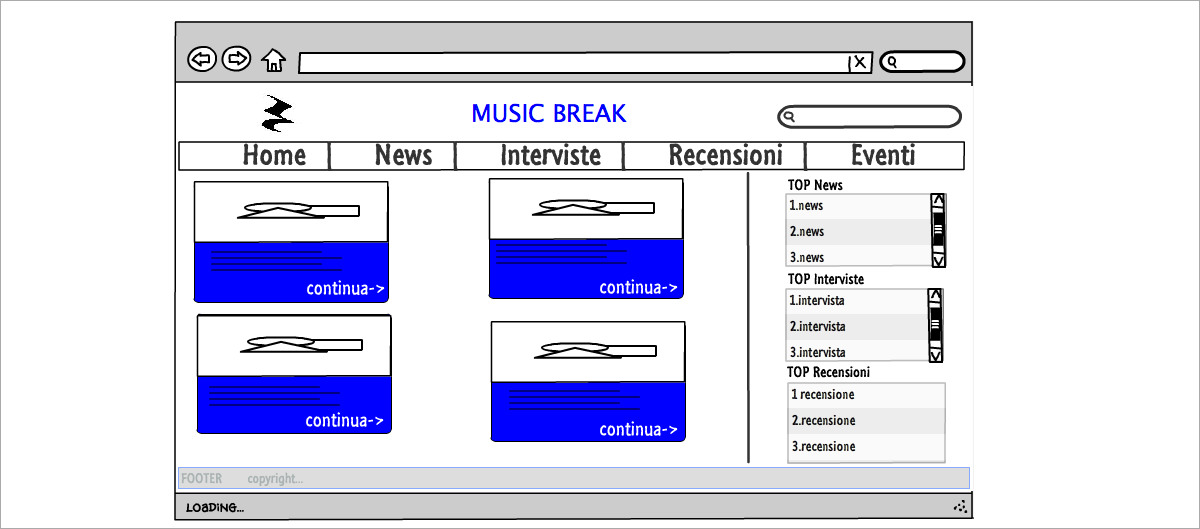 X
MUSIC BREAK
Home News Interviste Recensioni Eventi
continua->
continua->
continua->
continua->
TOP News
1.news
2.news
3.news
TOP Interviste
1.intervista
2.intervista
3.intervista
TOP Recensioni
1 recensione
2.recensione
3.recensione
FOOTER copyright...
LOADING...